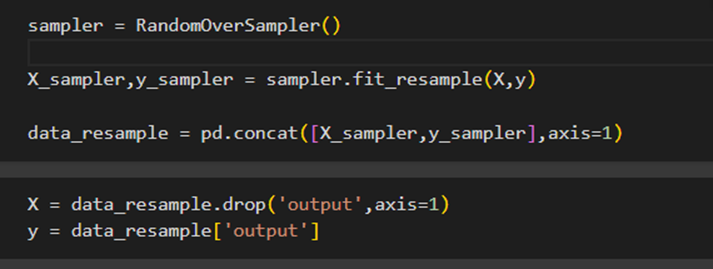 sampler = RandomOverSampler()
X_sampler,y_sampler = sampler.fit_resample(X,y)
data_resample = pd.concat([X_sampler,y_sampler],axis=1)
X = data_resample.drop('output',axis=1)
y = data_resample['output']